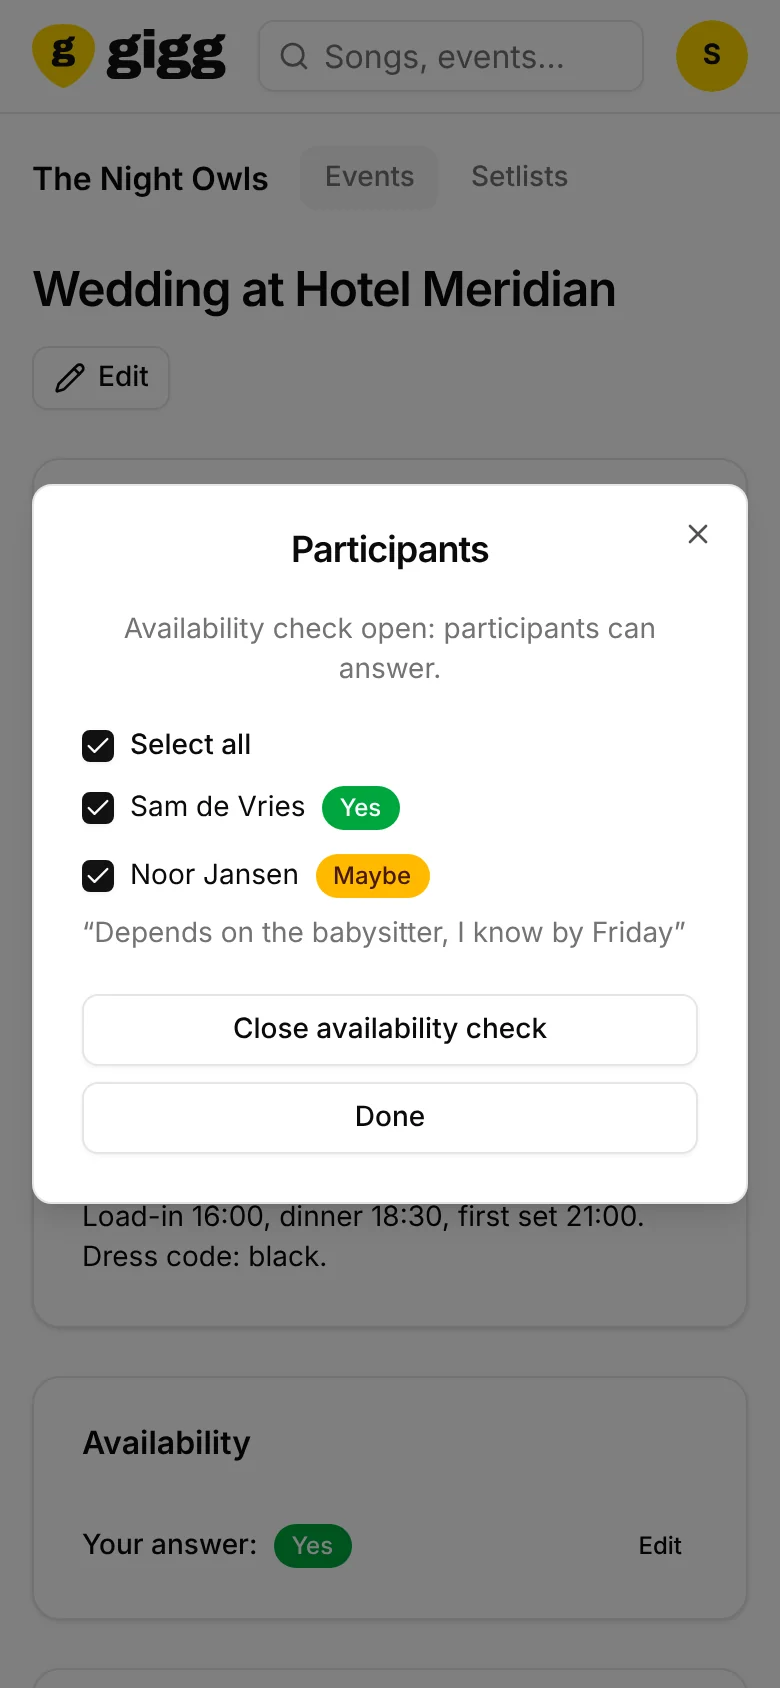 g gigg
Songs, events...
S
The Night Owls
Events
Setlists
Wedding at Hotel Meridian
Edit
Participants
Availability check open: participants can
answer.
Select all
Sam de Vries Yes
Noor Jansen Maybe
“Depends on the babysitter, I know by Friday”
Close availability check
Done
Load-in 16:00, dinner 18:30, first set 21:00.
Dress code: black.
Availability
Your answer: Yes
Edit